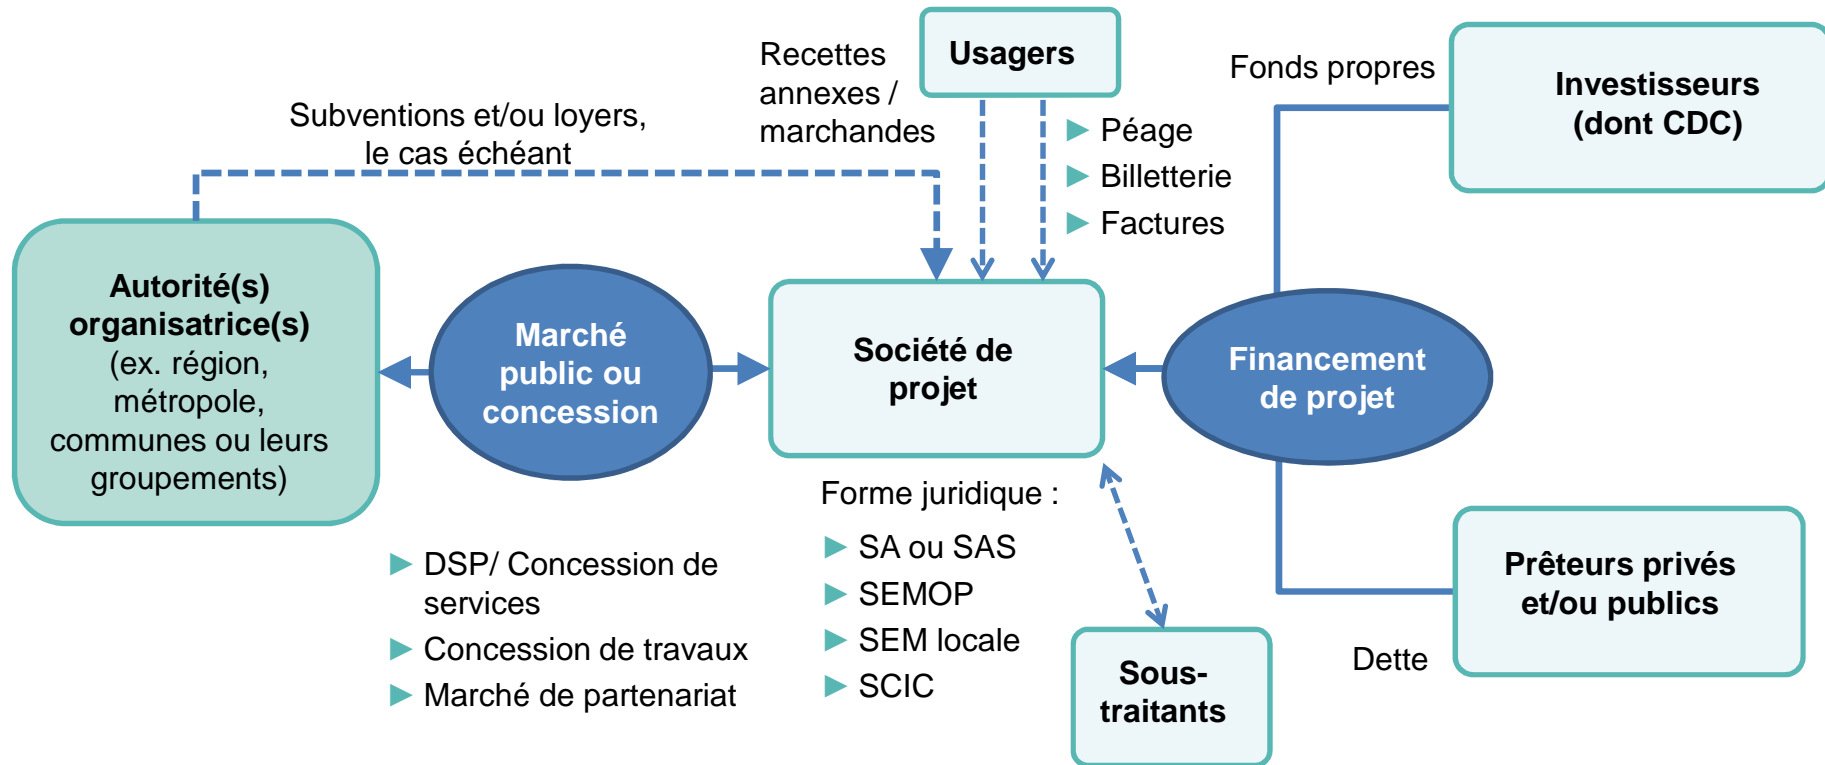 Usagers
Recettes
annexes /
marchandes
Fonds propres
Investisseurs
(dont CDC)
Subventions et/ou loyers,
le cas échéant
► Péage
► Billetterie
► Factures
Autorité(s)
organisatrice(s)
(ex. région,
métropole,
communes ou leurs
groupements)
Marché
public ou
concession
Société de
projet
Financement
de projet
► DSP/ Concession de
services
► Concession de travaux
► Marché de partenariat
Forme juridique :
► SA ou SAS
► SEMOP
► SEM locale
► SCIC
Sous-
traitants
Dette
Prêteurs privés
et/ou publics